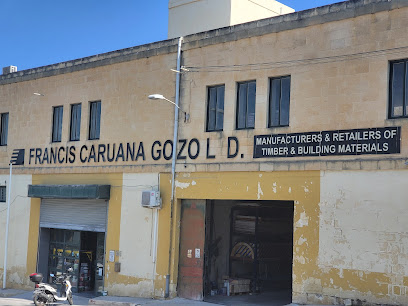 FRANCIS CARUANA GOZO L D.
MANUFACTURERS & RETAILERS OF
TIMBER & BUILDING MATERIALS